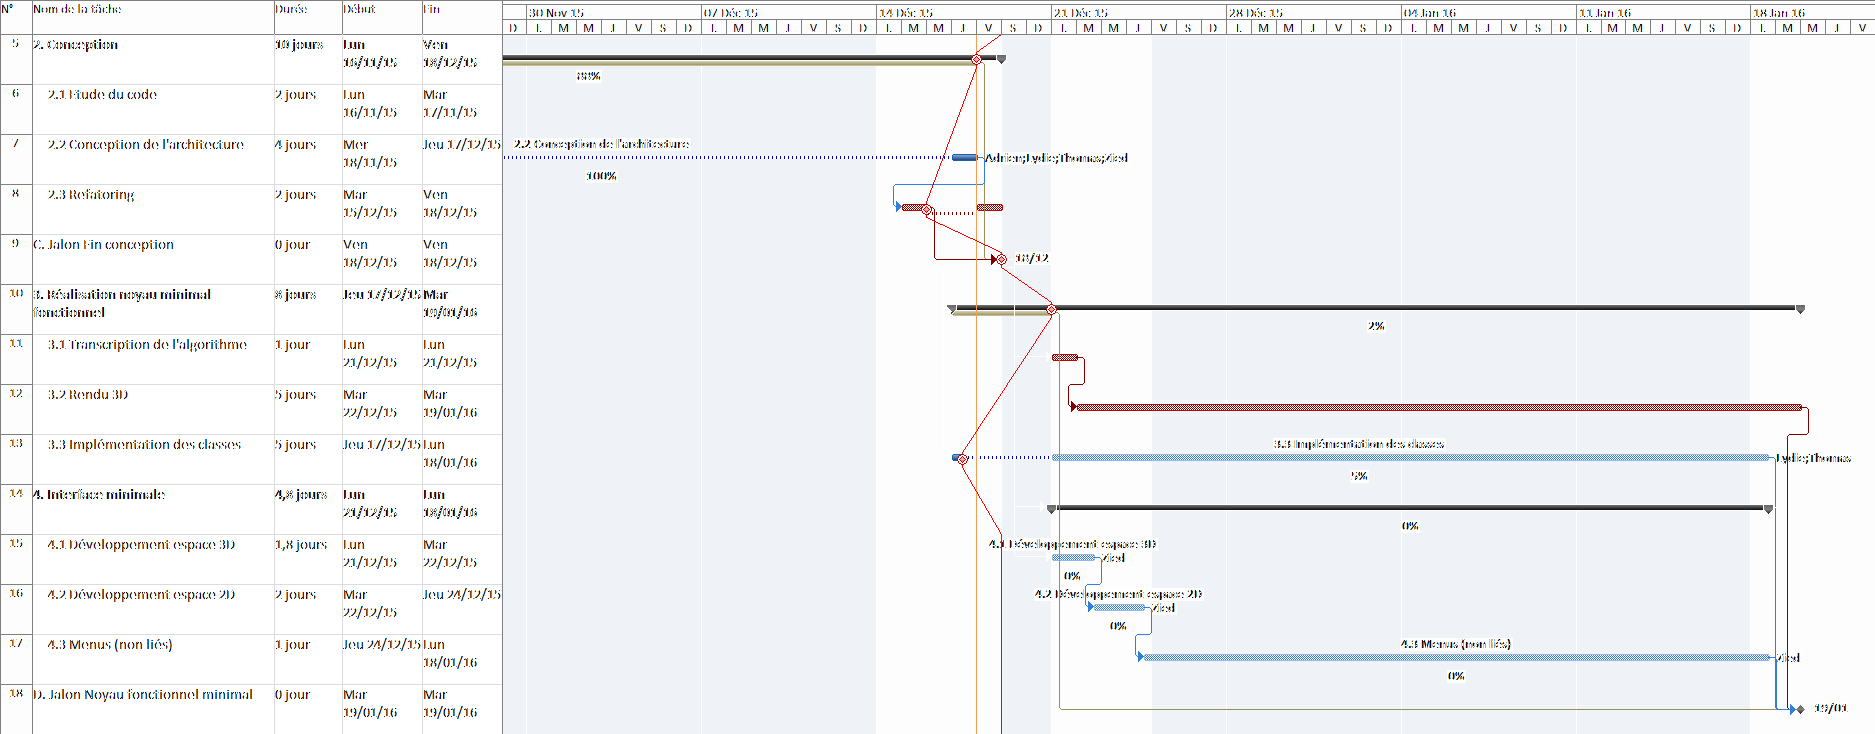 N° Nom de la tâche Durée Début Fin
30 Nov 15 07 Déc 15 14 Déc 15 21 Déc 15 28 Déc 15 04 Jan 16 11 Jan 16 18 Jan 16
D L M M J V S D L M M J V S D L M M J V S D L M M J V S D L M M J V S D L M M J V S D L M M J V S D L M M J V
5 2. Conception 10 jours Lun Ven
16/11/15 18/12/15
88%
6 2.1 Etude du code 2 jours Lun Mar
16/11/15 17/11/15
7 2.2 Conception de l'architecture 4 jours Mer Jeu 17/12/15
18/11/15
2.2 Conception de l'architecture
Adrien;Lydie;Thomas;Zied
100%
8 2.3 Refatoring 2 jours Mar Ven
15/12/15 18/12/15
9 C. Jalon Fin conception 0 jour Ven Ven
18/12/15 18/12/15
18/12
10 3. Réalisation noyau minimal 8 jours Jeu 17/12/15 Mar
fonctionnel 19/01/16
2%
11 3.1 Transcription de l'algorithme 1 jour Lun Lun
21/12/15 21/12/15
12 3.2 Rendu 3D 5 jours Mar Mar
22/12/15 19/01/16
13 3.3 Implémentation des classes 5 jours Jeu 17/12/15 Lun
18/01/16
3.3 Implémentation des classes
Lydie;Thomas
5%
14 4. Interface minimale 4,8 jours Lun Lun
21/12/15 18/01/16
0%
15 4.1 Développement espace 3D 1,8 jours Lun Mar
21/12/15 22/12/15
4.1 Développement espace 3D
Zied
0%
16 4.2 Développement espace 2D 2 jours Mar Jeu 24/12/15
22/12/15
4.2 Développement espace 2D
Zied
0%
17 4.3 Menus (non liés) 1 jour Jeu 24/12/15 Lun
18/01/16
4.3 Menus (non liés)
Zied
0%
18 D. Jalon Noyau fonctionnel minimal 0 jour Mar Mar
19/01/16 19/01/16
19/01